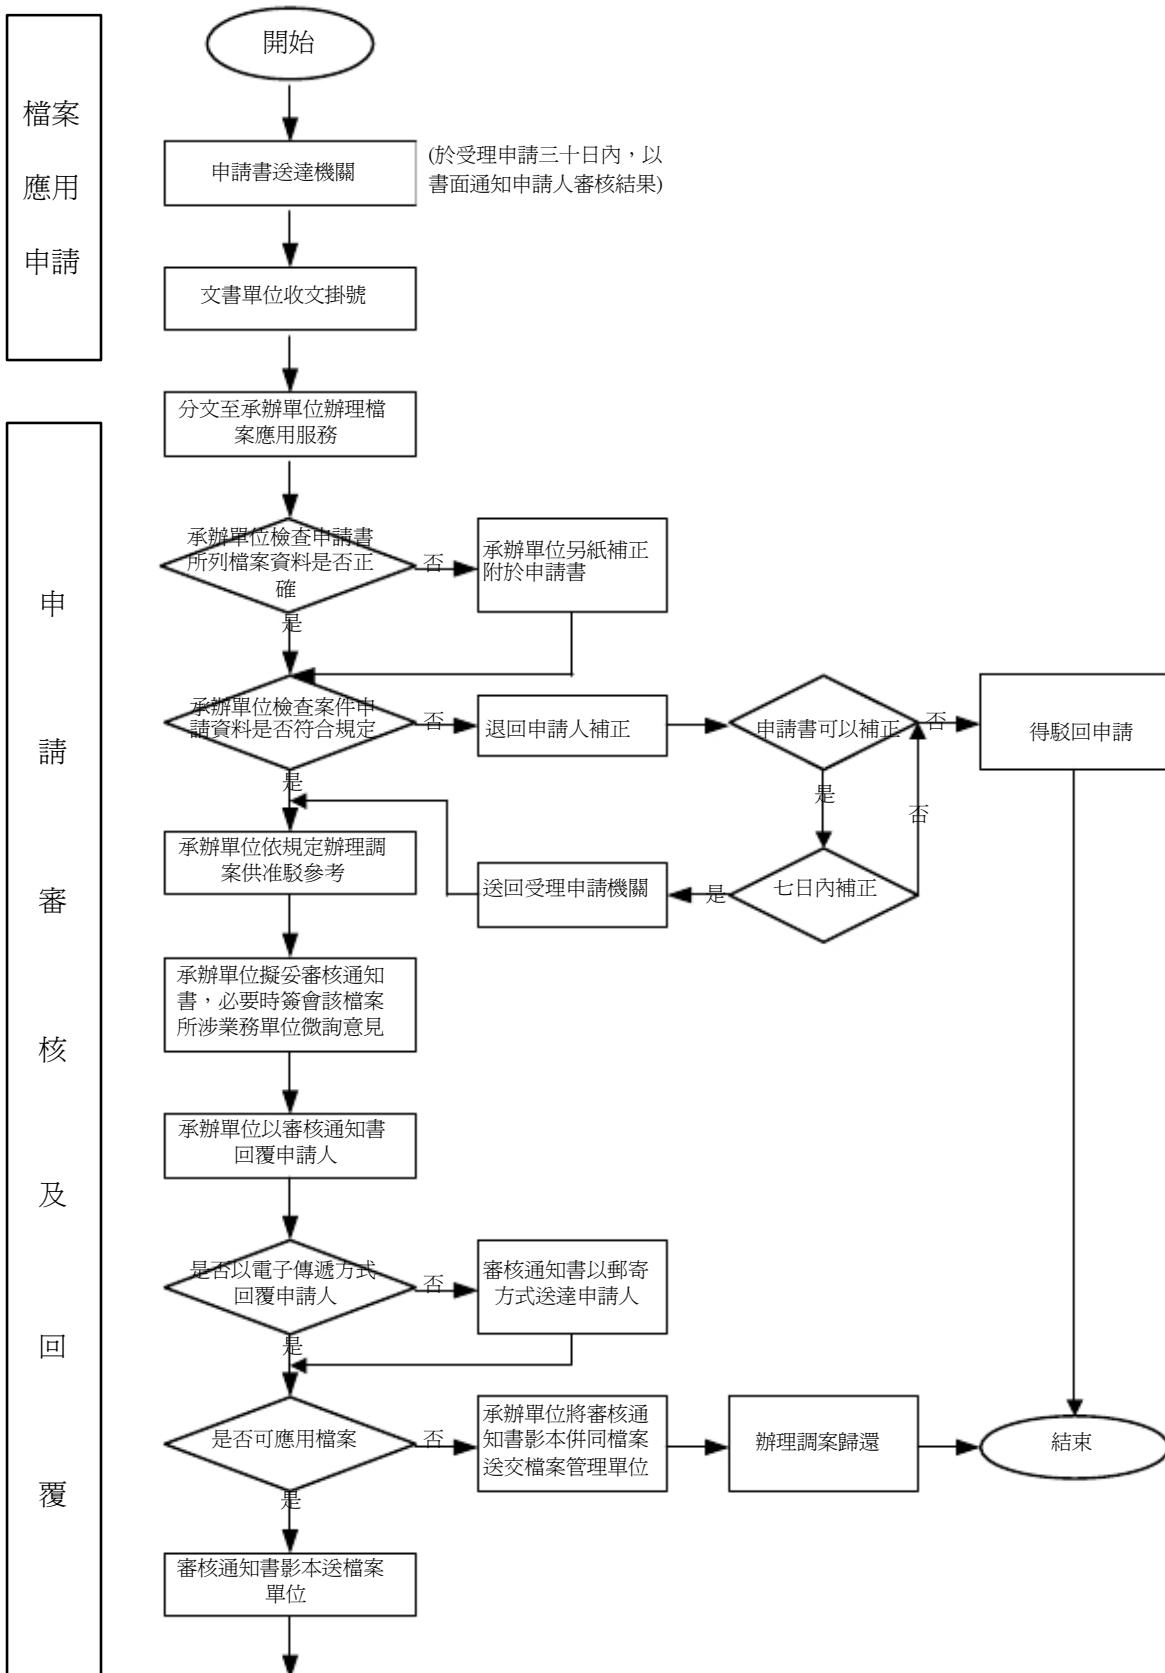 檔案
應用
申請
開始
申請書送達機關
(於受理申請三十日內，以
書面通知申請人審核結果)
文書單位收文掛號
申
請
審
核
及
回
覆
分文至承辦單位辦理檔
案應用服務
承辦單位檢查申請書
所列檔案資料是否正
確
否
承辦單位另紙補正
附於申請書
是
承辦單位檢查案件申
請資料是否符合規定
否
退回申請人補正
申請書可以補正
否
得駁回申請
是
是
否
承辦單位依規定辦理調
案供准駁參考
送回受理申請機關
是
七日內補正
承辦單位擬妥審核通知
書，必要時簽會該檔案
所涉業務單位微詢意見
承辦單位以審核通知書
回覆申請人
是否以電子傳遞方式
回覆申請人
否
審核通知書以郵寄
方式送達申請人
是
是否可應用檔案
否
承辦單位將審核通
知書影本併同檔案
送交檔案管理單位
辦理調案歸還
結束
是
審核通知書影本送檔案
單位